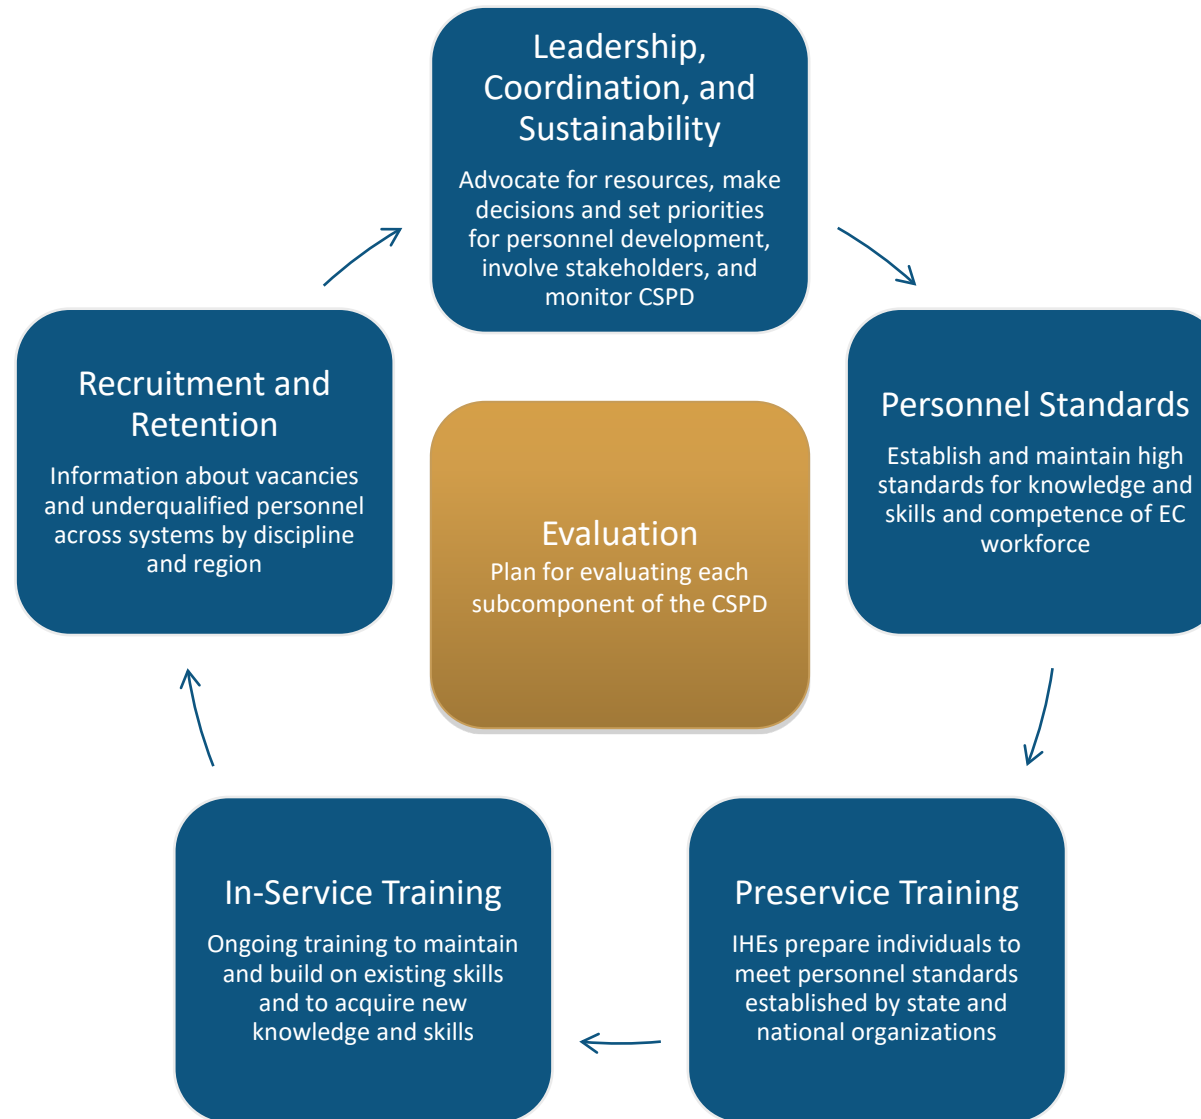 Leadership,
Coordination, and
Sustainability
Advocate for resources, make
decisions and set priorities
for personnel development,
involve stakeholders, and
monitor CSPD
Personnel Standards
Establish and maintain high
standards for knowledge and
skills and competence of EC
workforce
Preservice Training
IHEs prepare individuals to
meet personnel standards
established by state and
national organizations
In-Service Training
Ongoing training to maintain
and build on existing skills
and to acquire new
knowledge and skills
Recruitment and
Retention
Information about vacancies
and underqualified personnel
across systems by discipline
and region
Evaluation
Plan for evaluating each
subcomponent of the CSPD